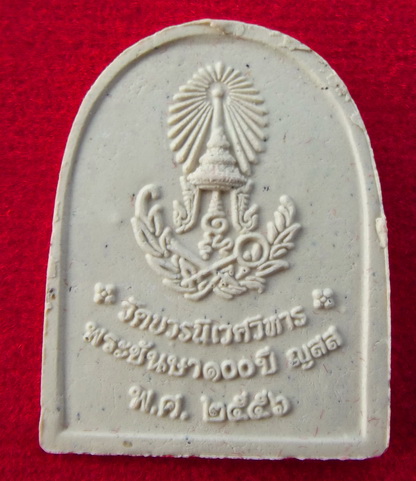 วัดบวรนิเวศวิหาร
พระชันษา๑๐๐ปี ญสส
พ.ศ. ๒๕๕๖